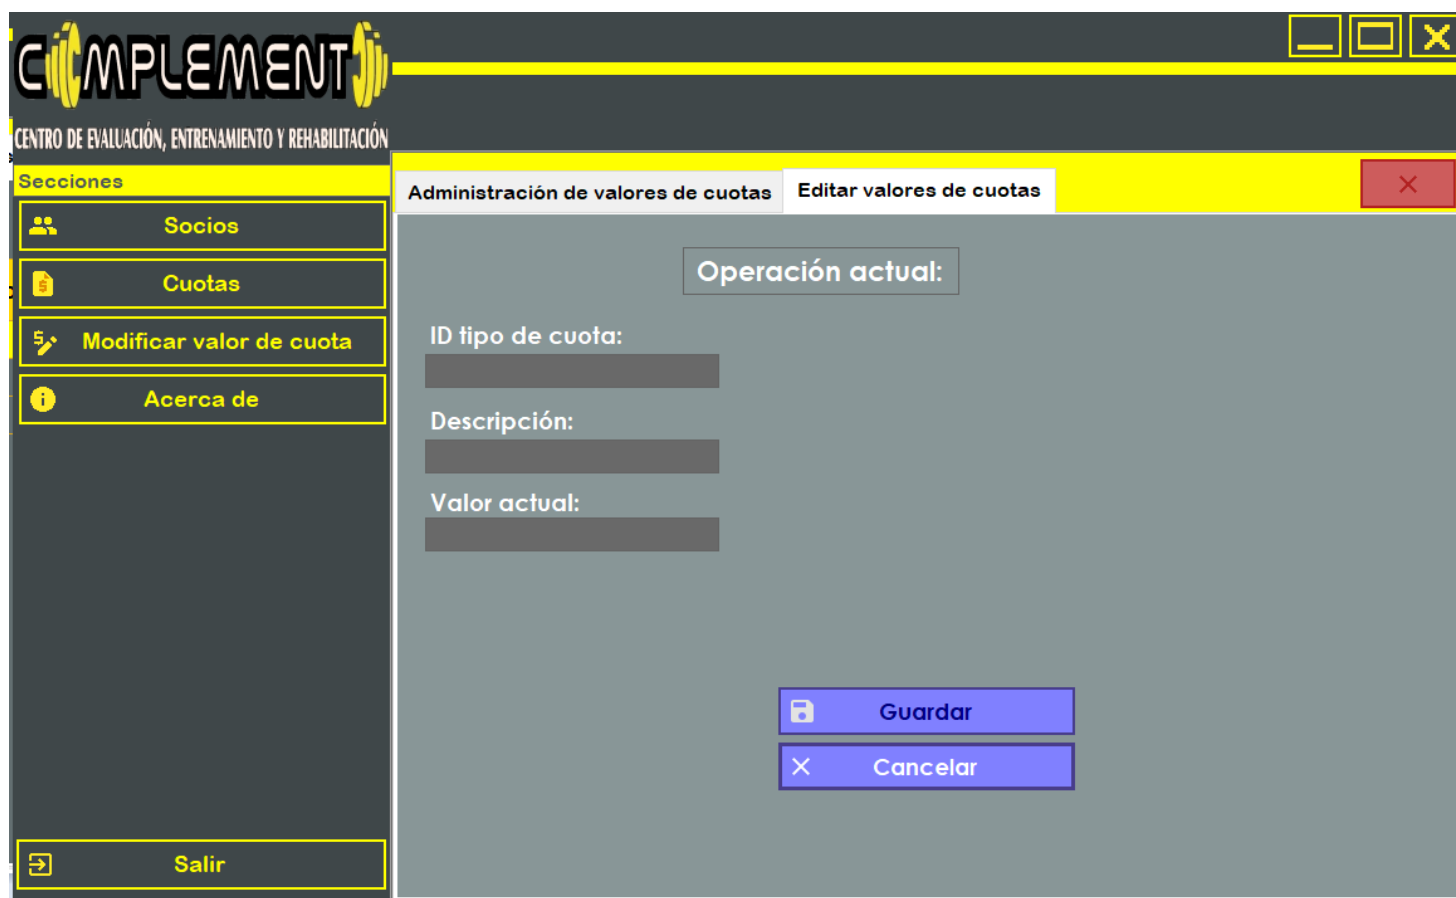 COMPLEMENTO
CENTRO DE EVALUACIÓN, ENTRENAMIENTO Y REHABILITACIÓN
Secciones
Socios
Cuotas
Modificar valor de cuota
Acerca de
Salir
Administración de valores de cuotas
Editar valores de cuotas
Operación actual:
ID tipo de cuota:
Descripción:
Valor actual:
Guardar
Cancelar